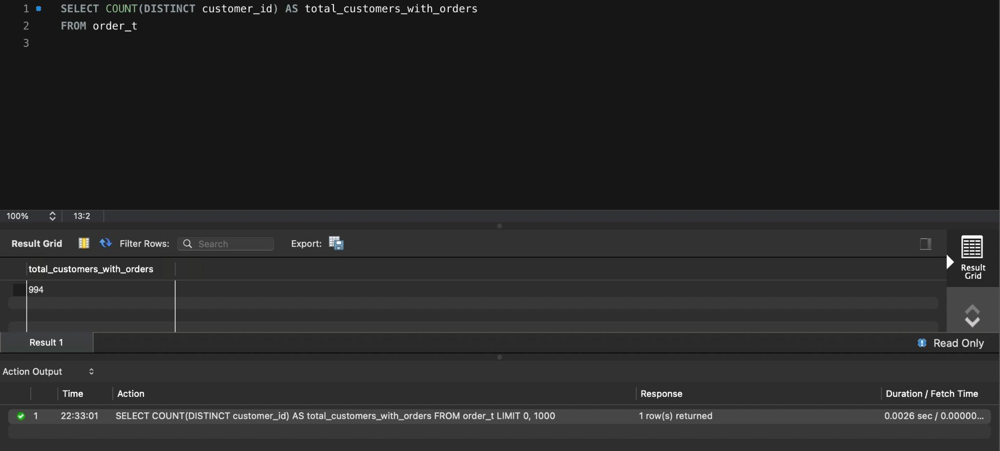 1 SELECT COUNT(DISTINCT customer_id) AS total_customers_with_orders
2 FROM order_t
3
100% 13:2
Result Grid Filter Rows: Search Export:
Result
Grid
total_customers_with_orders
994
Result 1 Read Only
Action Output
Time Action Response Duration / Fetch Time
1 22:33:01 SELECT COUNT(DISTINCT customer_id) AS total_customers_with_orders FROM order_t LIMIT 0, 1000 1 row(s) returned 0.0026 sec / 0.00000...